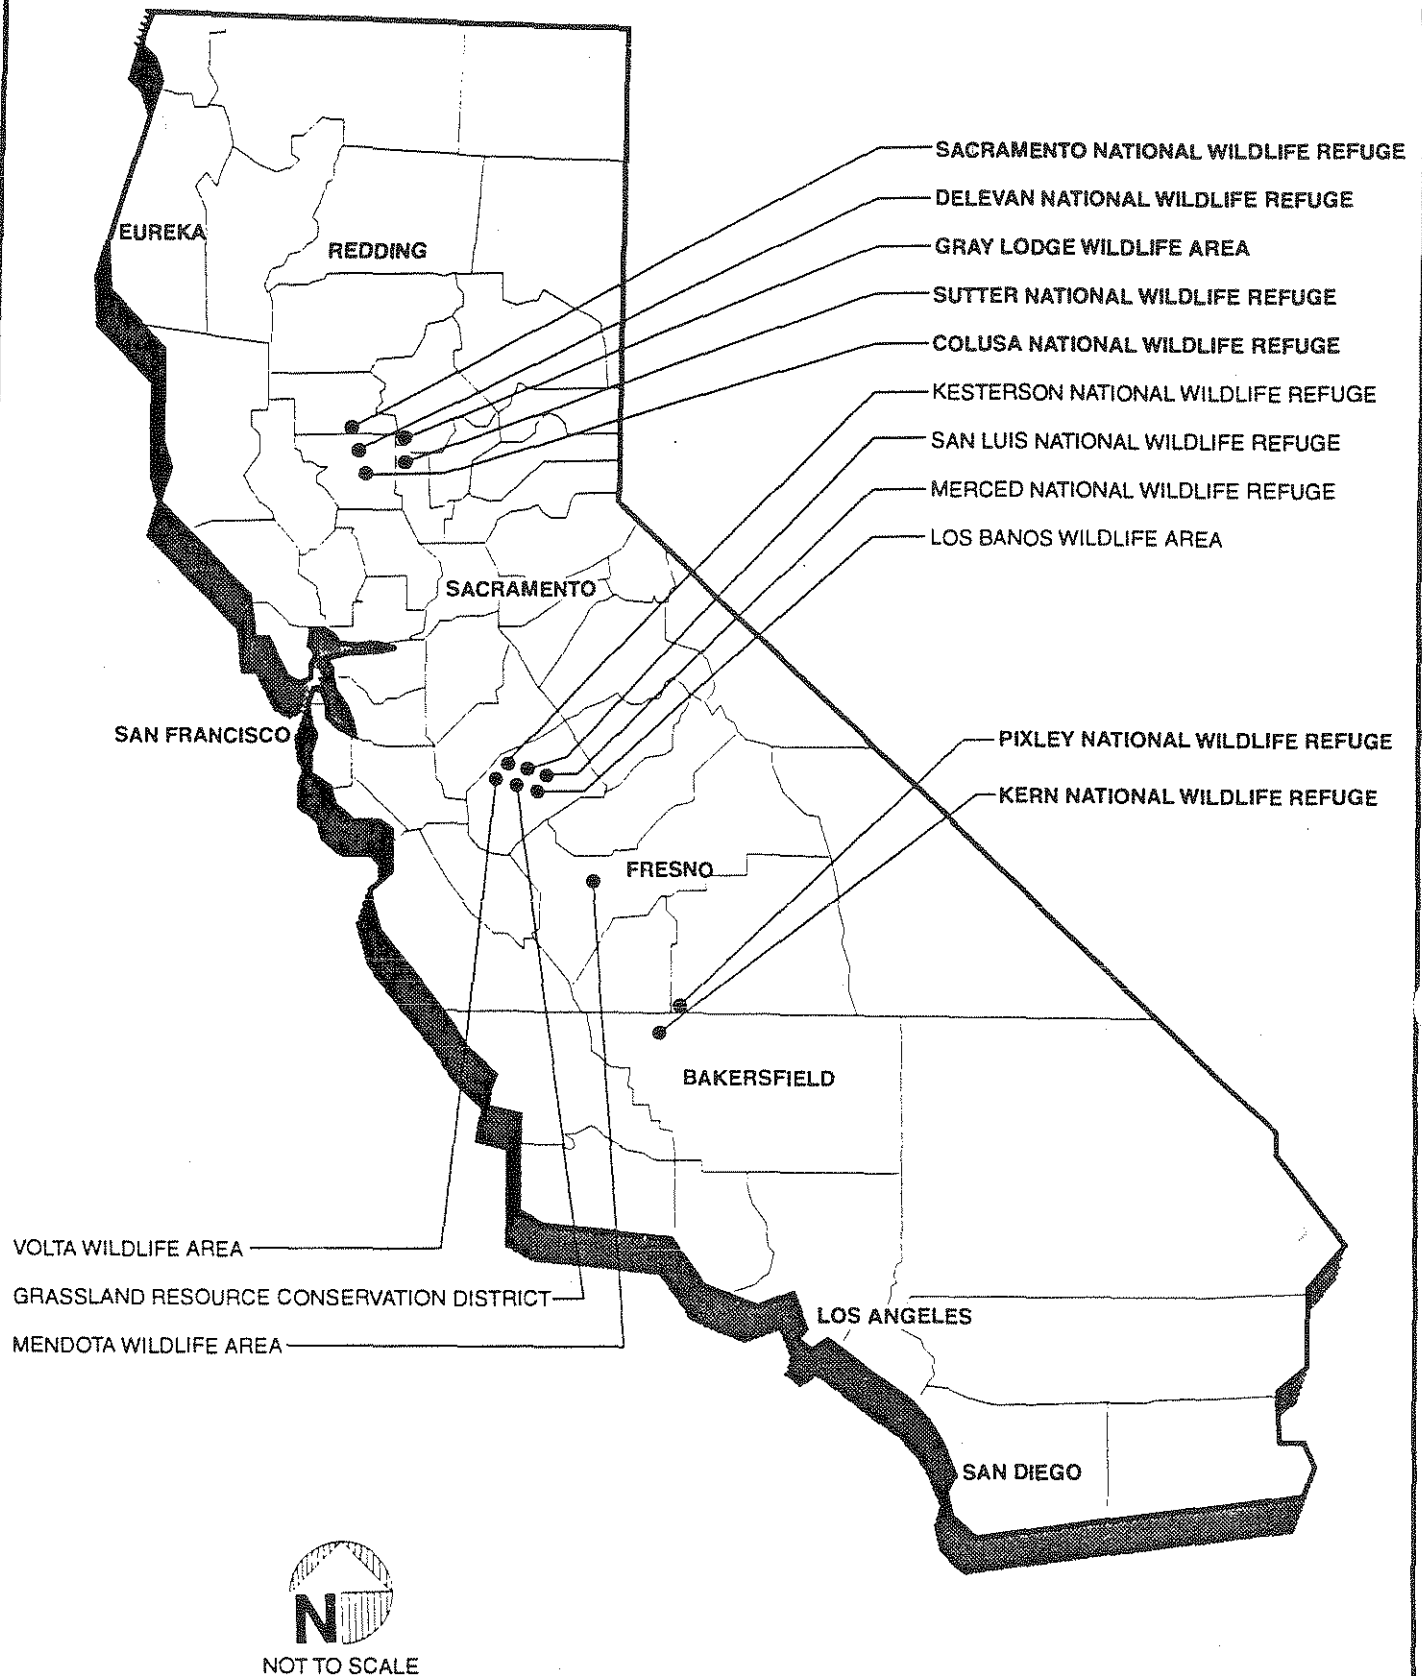 SACRAMENTO NATIONAL WILDLIFE REFUGE
DELEVAN NATIONAL WILDLIFE REFUGE
GRAY LODGE WILDLIFE AREA
SUTTER NATIONAL WILDLIFE REFUGE
COLUSA NATIONAL WILDLIFE REFUGE
KESTERSON NATIONAL WILDLIFE REFUGE
SAN LUIS NATIONAL WILDLIFE REFUGE
MERCED NATIONAL WILDLIFE REFUGE
LOS BANOS WILDLIFE AREA
EUREKA
REDDING
SACRAMENTO
SAN FRANCISCO
PIXLEY NATIONAL WILDLIFE REFUGE
KERN NATIONAL WILDLIFE REFUGE
FRESNO
BAKERSFIELD
VOLTA WILDLIFE AREA
GRASSLAND RESOURCE CONSERVATION DISTRICT
MENDOTA WILDLIFE AREA
LOS ANGELES
SAN DIEGO
N
NOT TO SCALE